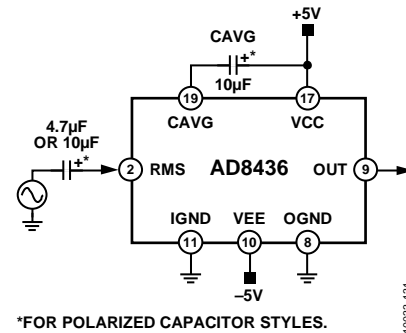 +5V
CAVG
+*
10µF
19
17
CAVG
VCC
4.7µF
OR 10µF
+*
2
RMS
AD8436
OUT
9
IGND
VEE
OGND
11
10
8
–5V
*FOR POLARIZED CAPACITOR STYLES.